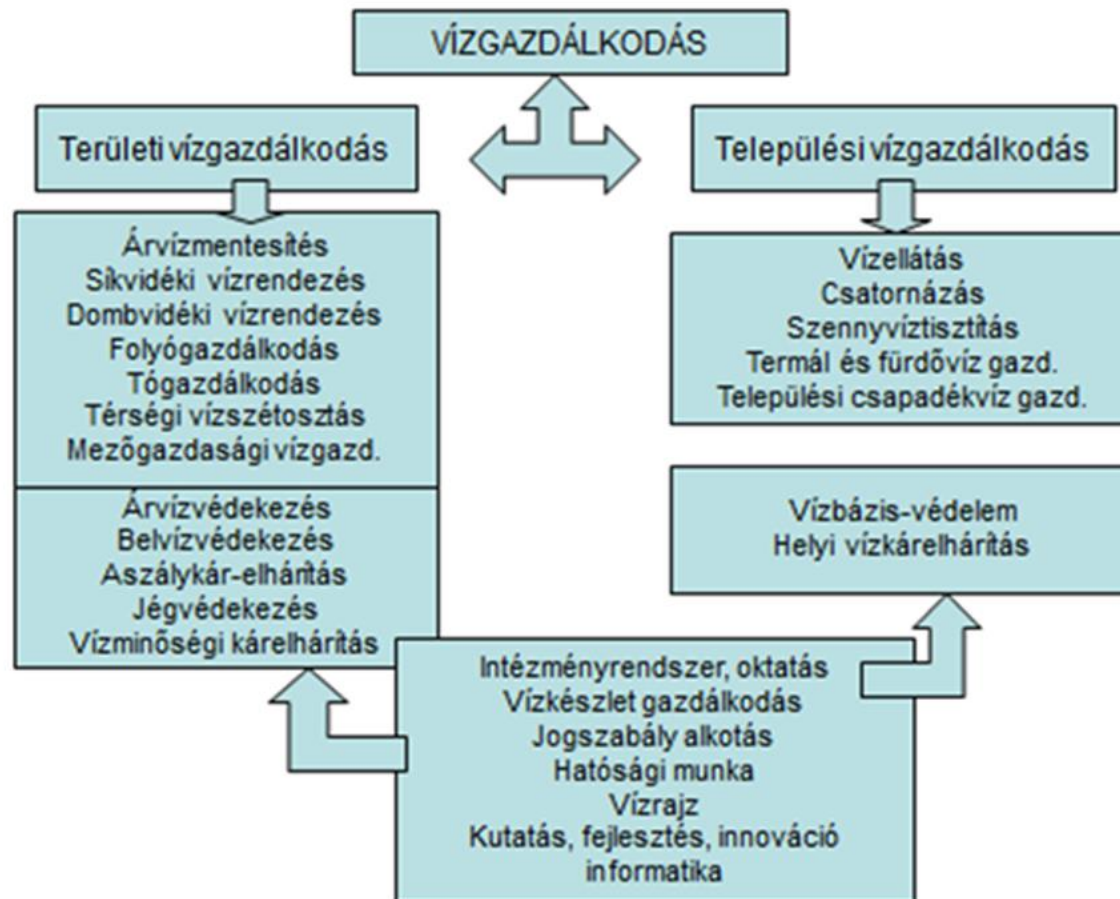 VÍZGAZDÁLKODÁS
Területi vízgazdálkodás
Települési vízgazdálkodás
Árvízmentesítés
Síkvidéki vízrendezés
Dombvidéki vízrendezés
Folyógazdálkodás
Tógazdálkodás
Térségi vízszétosztás
Mezőgazdasági vízgazd.
Árvízvédekezés
Belvízvédekezés
Aszálykár-elhárítás
Jégvédekezés
Vízminőségi kárelhárítás
Vízellátás
Csatornázás
Szennyvíztisztítás
Termál és fürdővíz gazd.
Települési csapadékvíz gazd.
Vízbázis-védelem
Helyi vízkárelhárítás
Intézményrendszer, oktatás
Vízkészlet gazdálkodás
Jogszabály alkotás
Hatósági munka
Vízrajz
Kutatás, fejlesztés, innováció
informatika